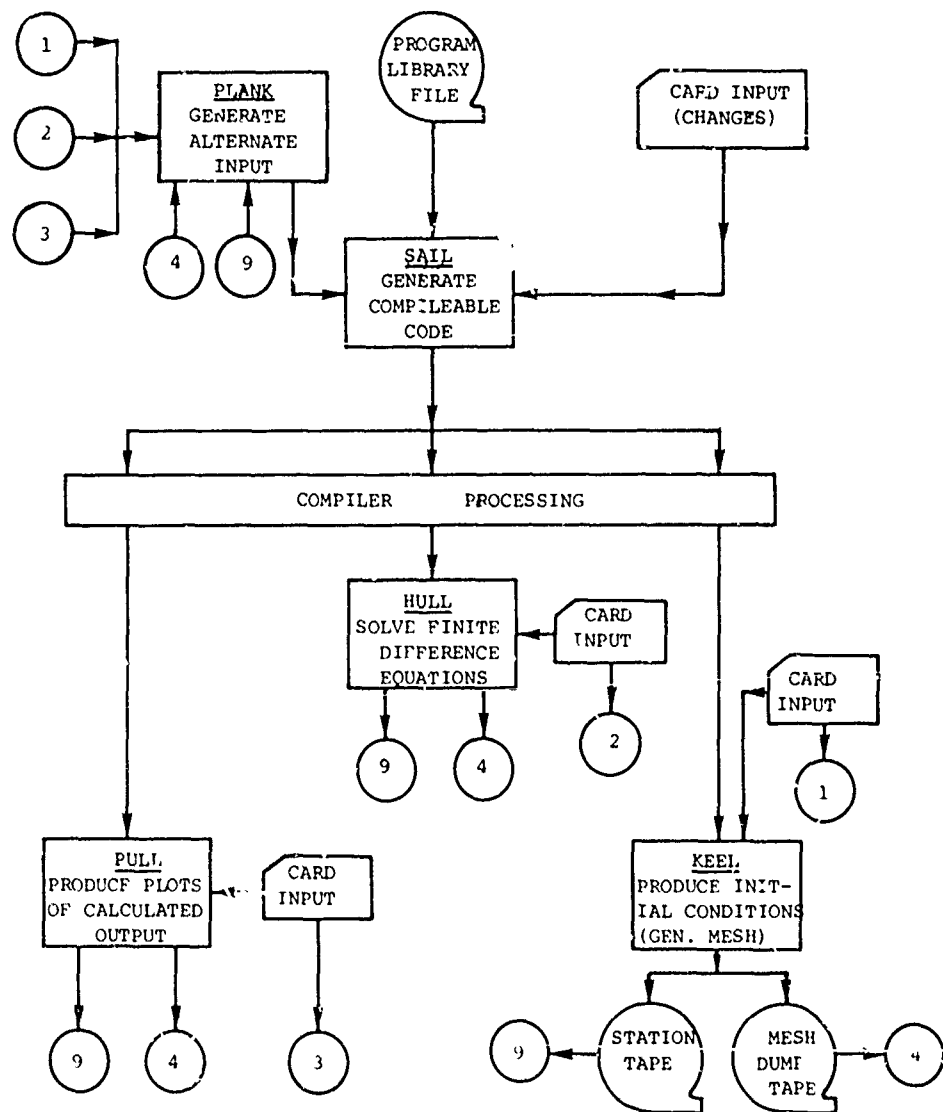 1
PROGRAM
LIBRARY
FILE
PLANK
GENERATE
ALTERNATE
INPUT
CARD INPUT
(CHANGES)
2
3
4
9
SAIL
GENERATE
COMPILEABLE
CODE
COMPILER PROCESSING
HULL
SOLVE FINITE
DIFFERENCE
EQUATIONS
CARD
INPUT
9
4
2
CARD
INPUT
1
PULL
PRODUCE PLOTS
OF CALCULATED
OUTPUT
CARD
INPUT
KEEL
PRODUCE INIT-
IAL CONDITIONS
(GEN. MESH)
9
4
3
9
STATION
TAPE
MESH
DUMP
TAPE
4